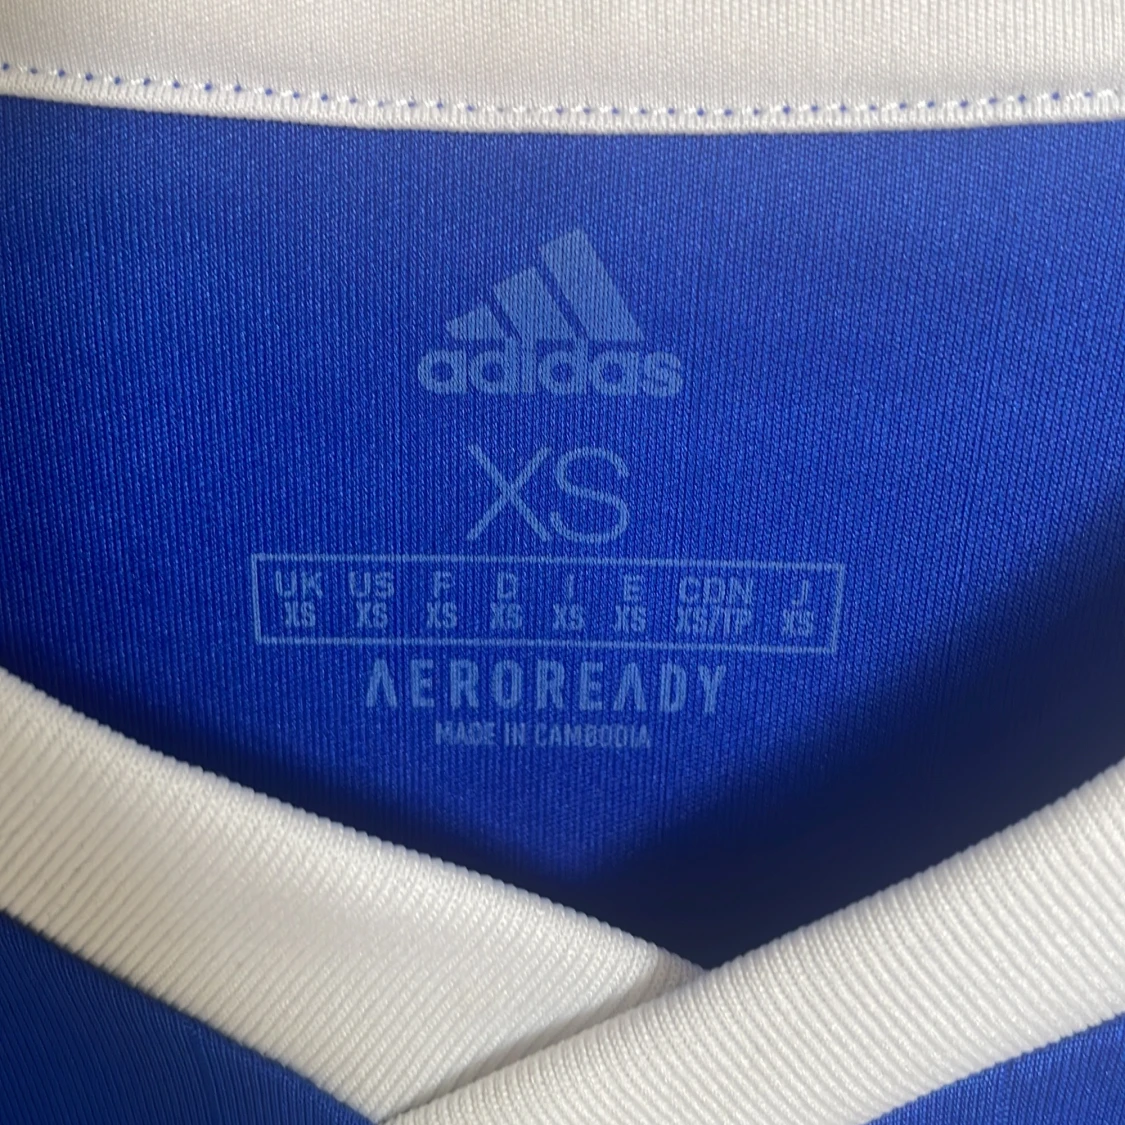 adidas
XS
UK US F D I E CDN J
XS XS XS XS XS XS XS/TP XS
AEROREADY
MADE IN CAMBODIA